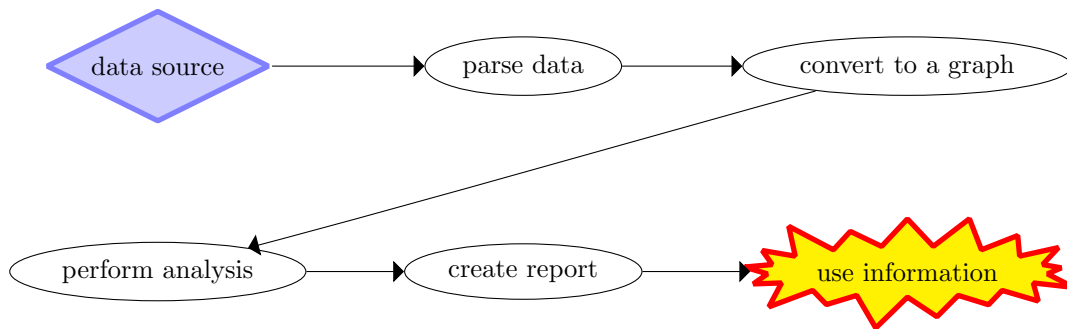 data source
parse data
convert to a graph
perform analysis
create report
use information